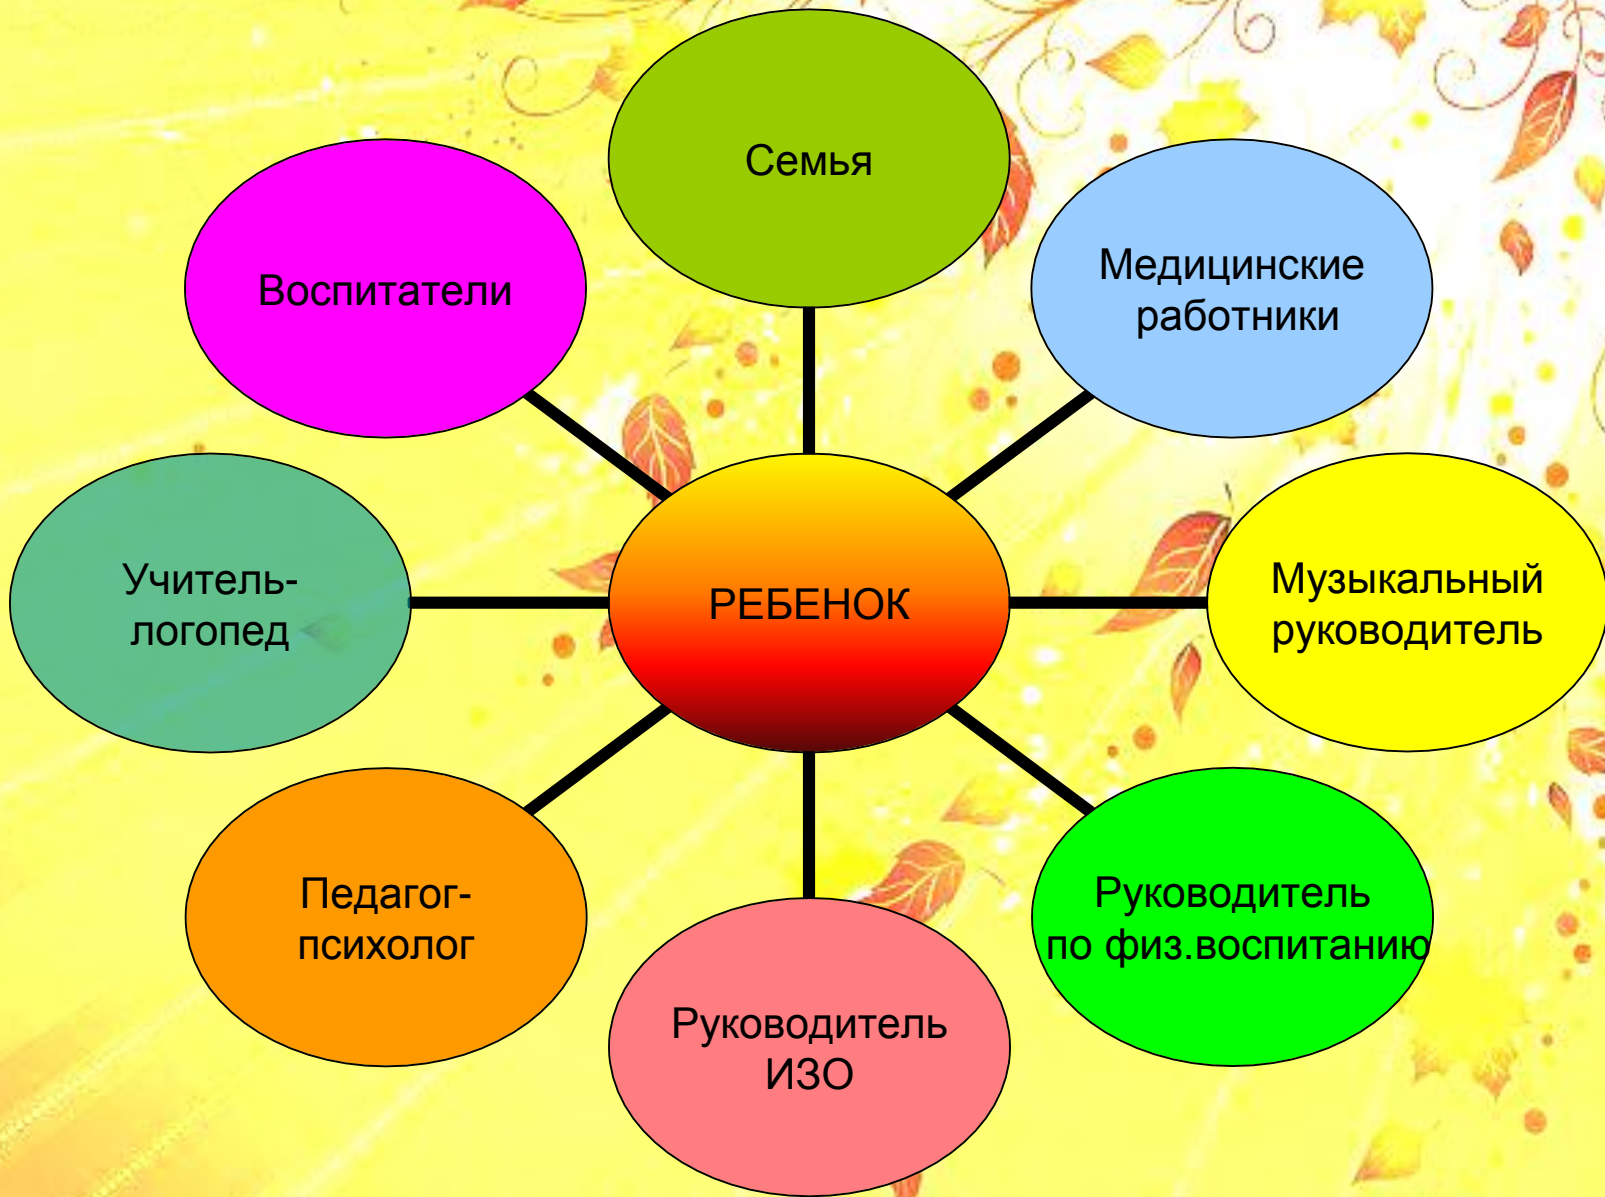 Семья
Воспитатели
Медицинские
работники
Учитель-
логопед
РЕБЕНОК
Музыкальный
руководитель
Педагог-
психолог
Руководитель
по физ.воспитанию
Руководитель
ИЗО